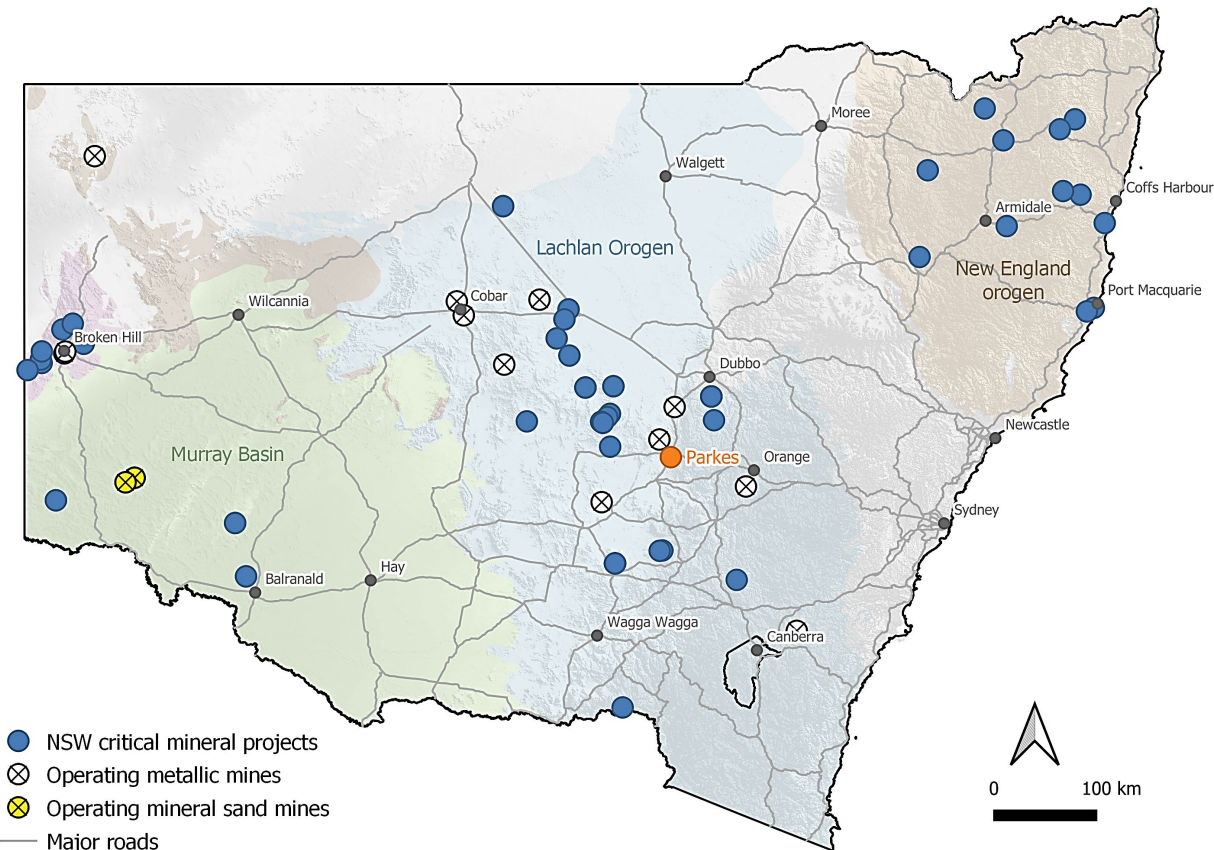 Moree
Walgett
Coffs Harbour
Armidale
Lachlan Orogen
New England
orogen
Port Macquarie
Wilcannia
Cobar
Broken Hill
Dubbo
Newcastle
Murray Basin
Parkes
Orange
Sydney
Balranald
Hay
Wagga Wagga
Canberra
NSW critical mineral projects
Operating metallic mines
Operating mineral sand mines
Major roads
0 100 km